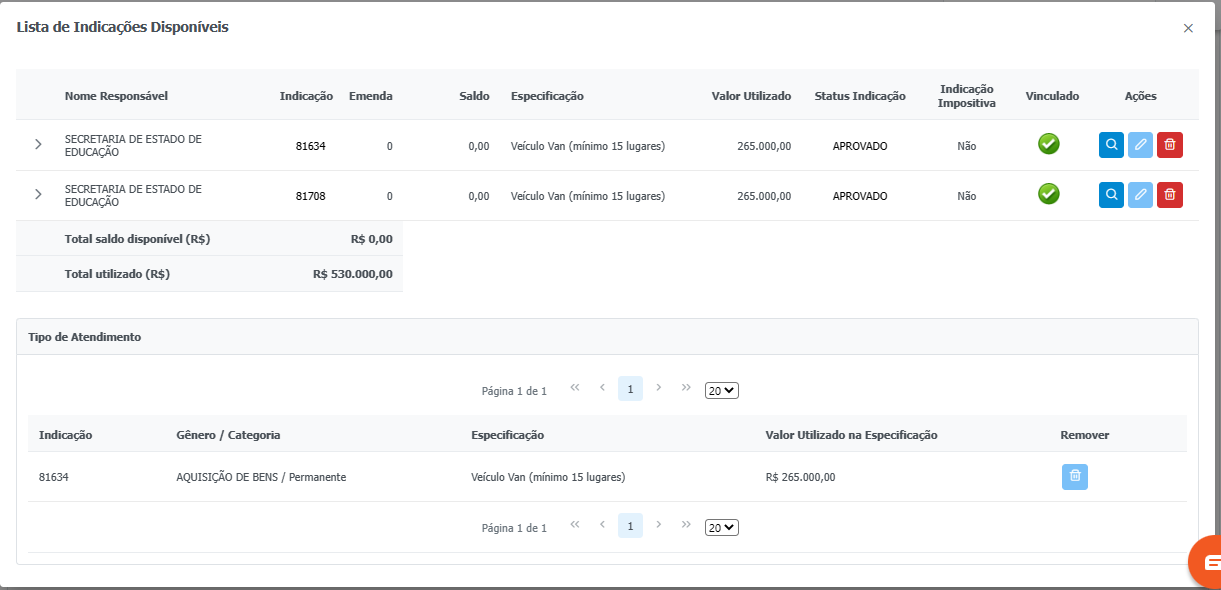 Lista de Indicações Disponíveis
Nome Responsável Indicação Emenda Saldo Especificação Valor Utilizado Status Indicação Indicação Impositiva Vinculado Ações
SECRETARIA DE ESTADO DE EDUCAÇÃO 81634 0 0,00 Veículo Van (mínimo 15 lugares) 265.000,00 APROVADO Não
SECRETARIA DE ESTADO DE EDUCAÇÃO 81708 0 0,00 Veículo Van (mínimo 15 lugares) 265.000,00 APROVADO Não
Total saldo disponível (R$) R$ 0,00
Total utilizado (R$) R$ 530.000,00
Tipo de Atendimento
Página 1 de 1 1 20
Indicação Gênero / Categoria Especificação Valor Utilizado na Especificação Remover
81634 AQUISIÇÃO DE BENS / Permanente Veículo Van (mínimo 15 lugares) R$ 265.000,00
Página 1 de 1 1 20